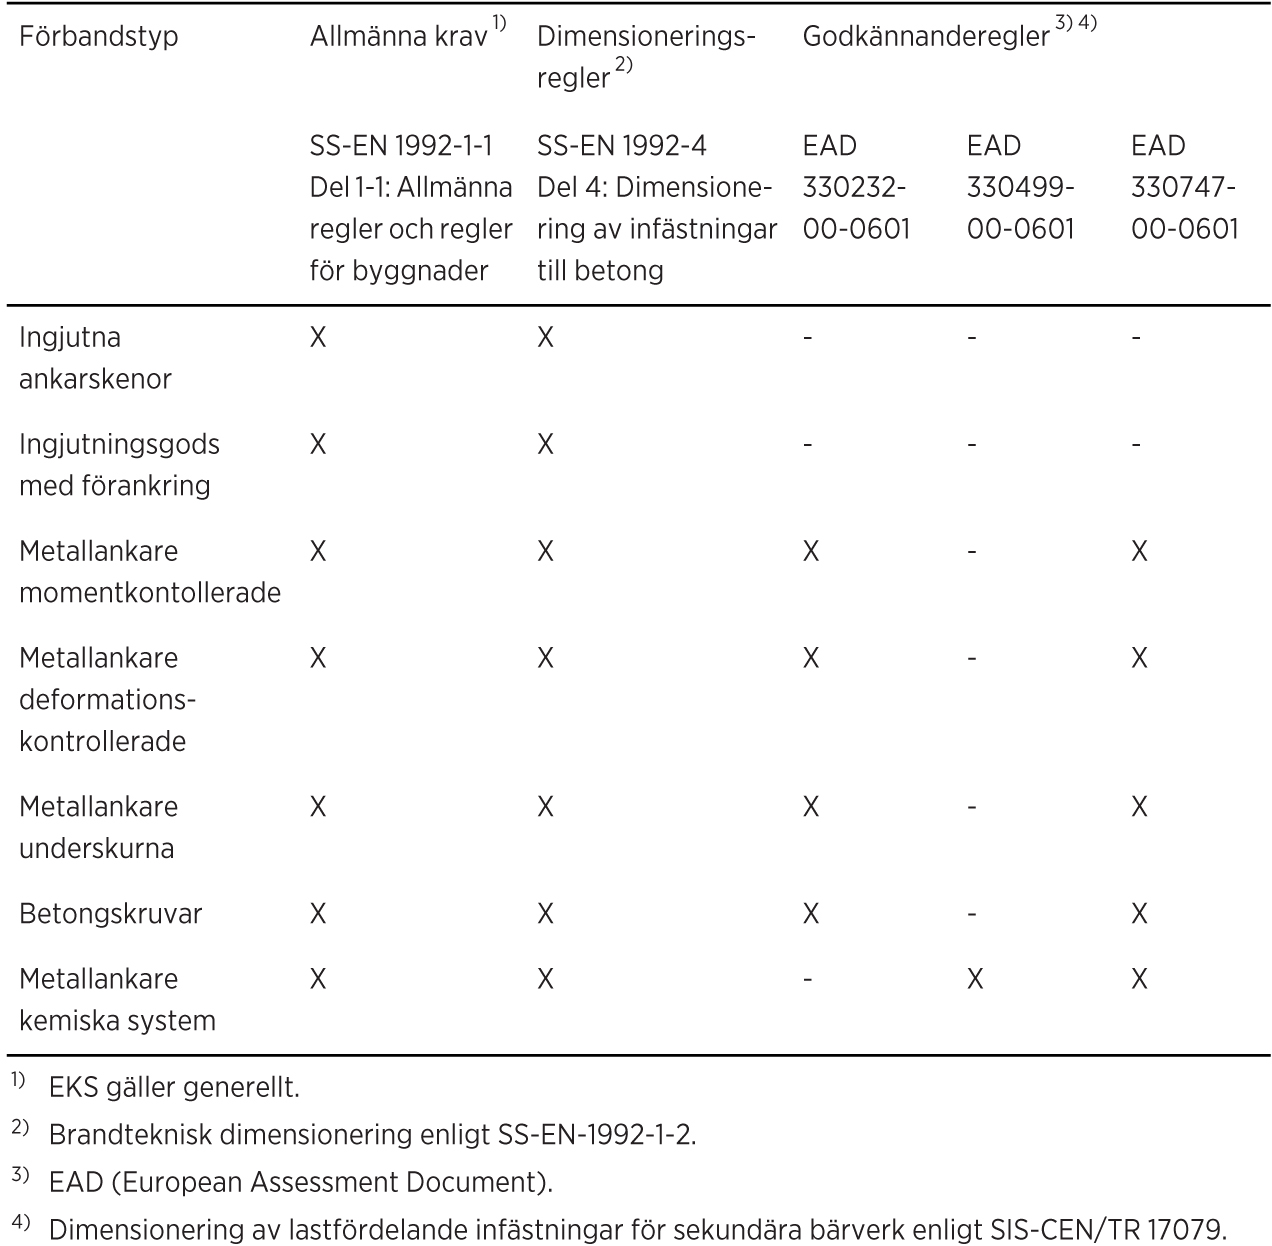 Förbandstyp Allmänna krav 1) Dimensionerings- Godkännanderegler 3) 4)
regler 2)
SS-EN 1992-1-1 SS-EN 1992-4 EAD EAD EAD
Del 1-1: Allmänna Del 4: Dimensione- 330232- 330499- 330747-
regler och regler ring av infästningar 00-0601 00-0601 00-0601
för byggnader till betong
Ingjutna X X - - -
ankarskenor
Ingjutningsgods X X - - -
med förankring
Metallankare X X X - X
momentkontollerade
Metallankare X X X - X
deformations-
kontrollerade
Metallankare X X X - X
underskurna
Betongskruvar X X X - X
Metallankare X X - X X
kemiska system
1) EKS gäller generellt.
2) Brandteknisk dimensionering enligt SS-EN-1992-1-2.
3) EAD (European Assessment Document).
4) Dimensionering av lastfördelande infästningar för sekundära bärverk enligt SIS-CEN/TR 17079.